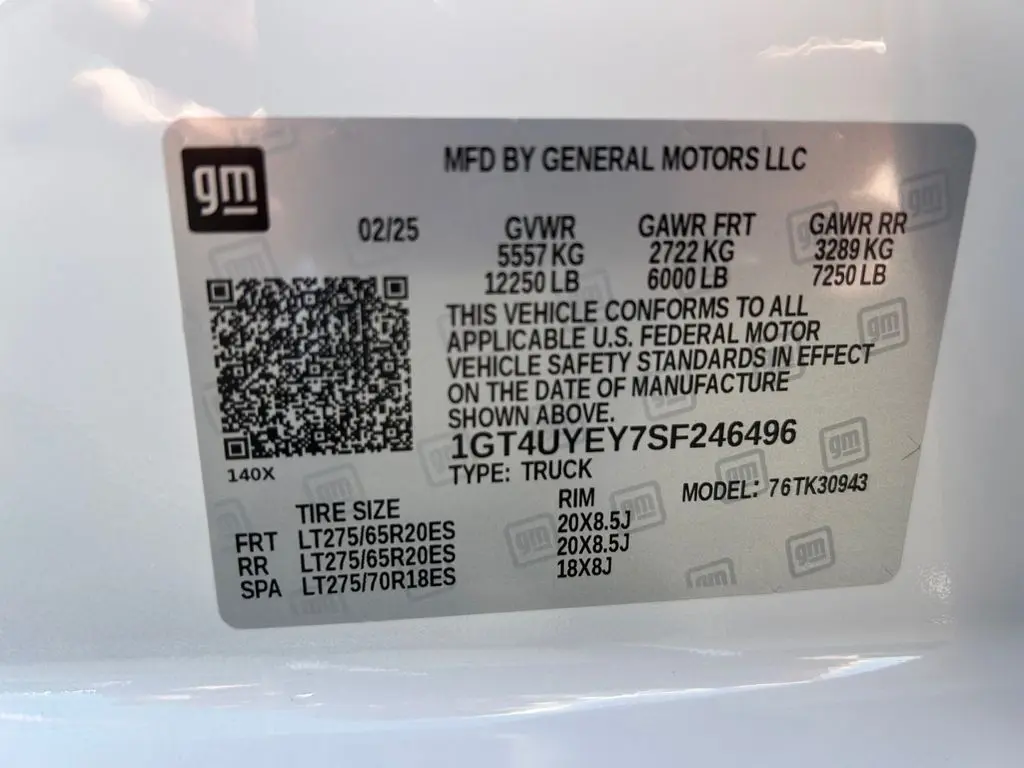 gm
MFD BY GENERAL MOTORS LLC
02/25 GVWR GAWR FRT GAWR RR
5557 KG 2722 KG 3289 KG
12250 LB 6000 LB 7250 LB
THIS VEHICLE CONFORMS TO ALL
APPLICABLE U.S. FEDERAL MOTOR
VEHICLE SAFETY STANDARDS IN EFFECT
ON THE DATE OF MANUFACTURE
SHOWN ABOVE.
1GT4UYEY7SF246496
140X
TYPE: TRUCK
MODEL: 76TK30943
TIRE SIZE RIM
FRT LT275/65R20ES 20X8.5J
RR LT275/65R20ES 20X8.5J
SPA LT275/70R18ES 18X8J